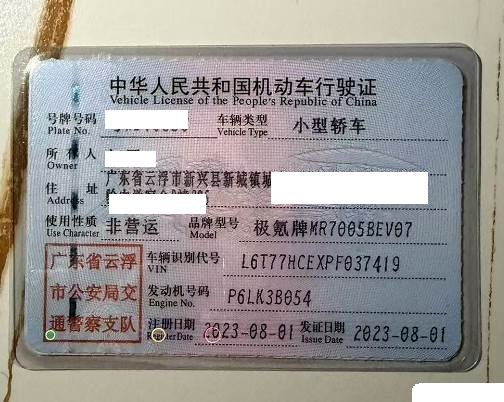 中华人民共和国机动车行驶证
Vehicle License of the People's Republic of China
号牌号码 车辆类型 小型轿车
Plate No. Vehicle Type
所有人
Owner
住址 广东省云浮市新兴县新城镇城
Address
使用性质 非营运 品牌型号 极氪牌MR7005BEV07
Use Character Model
广东省云浮
市公安局交
通警察支队
车辆识别代号 L6T77HCEXPF037419
VIN
发动机号码 P6LK3B054
Engine No.
注册日期 2023-08-01 发证日期 2023-08-01
Register Date Issue Date